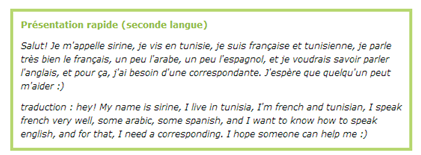 Présentation rapide (seconde langue)
Salut! Je m'appelle sirine, je vis en tunisie, je suis française et tunisienne, je parle
très bien le français, un peu l'arabe, un peu l'espagnol, et je voudrais savoir parler
l'anglais, et pour ça, j'ai besoin d'une correspondante. J'espère que quelqu'un peut
m'aider :)
traduction : hey! My name is sirine, I live in tunisia, I'm french and tunisian, I speak
french very well, some arabic, some spanish, and I want to know how to speak
english, and for that, I need a corresponding. I hope someone can help me :)